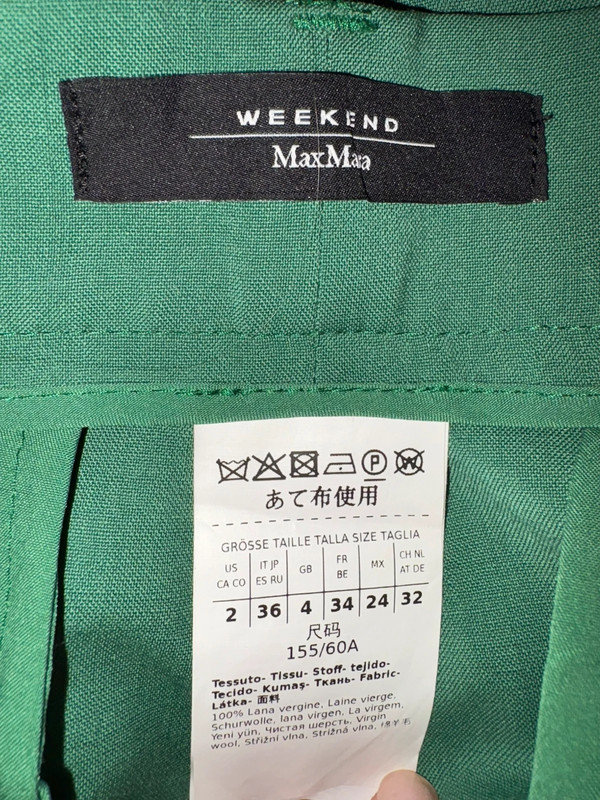 WEEKEND
MaxMara
P W
あて布使用
GRÖSSE TAILLE TALLA SIZE TAGLIA
US CA CO | IT JP ES RU | GB | FR BE | MX | CH NL AT DE
2 | 36 | 4 | 34 | 24 | 32
尺码
155/60A
Tessuto- Tissu- Stoff- tejido-
Tecido- Kumaş- Ткань- Fabric-
Látka- 面料
100% Lana vergine, Laine vierge,
Schurwolle, lana virgen, La virgem,
Yeni yün, Чистая шерсть, Virgin
wool, Střižní vlna, Strižná vlna,